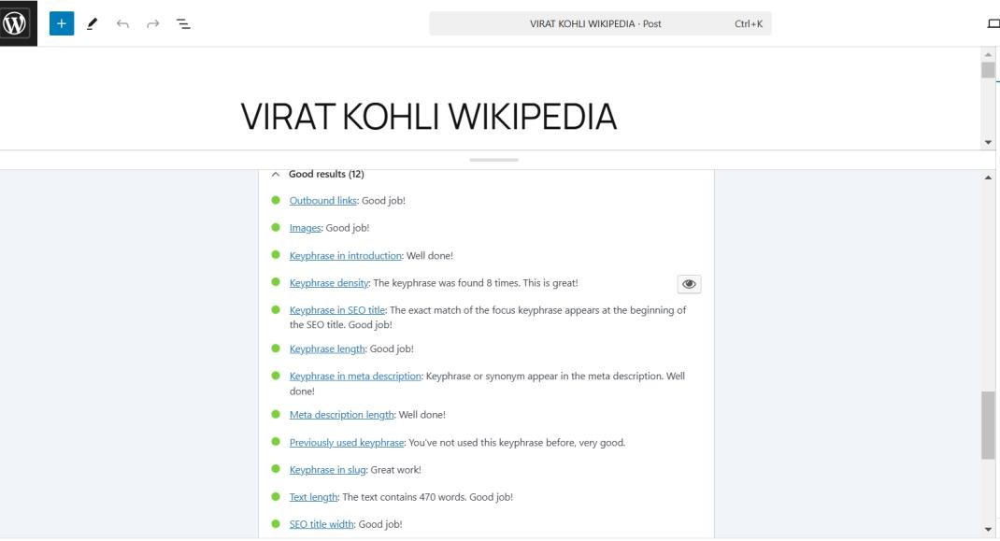 VIRAT KOHLI WIKIPEDIA · Post Ctrl+K
VIRAT KOHLI WIKIPEDIA
Good results (12)
Outbound links: Good job!
Images: Good job!
Keyphrase in introduction: Well done!
Keyphrase density: The keyphrase was found 8 times. This is great!
Keyphrase in SEO title: The exact match of the focus keyphrase appears at the beginning of
the SEO title. Good job!
Keyphrase length: Good job!
Keyphrase in meta description: Keyphrase or synonym appear in the meta description. Well
done!
Meta description length: Well done!
Previously used keyphrase: You've not used this keyphrase before, very good.
Keyphrase in slug: Great work!
Text length: The text contains 470 words. Good job!
SEO title width: Good job!